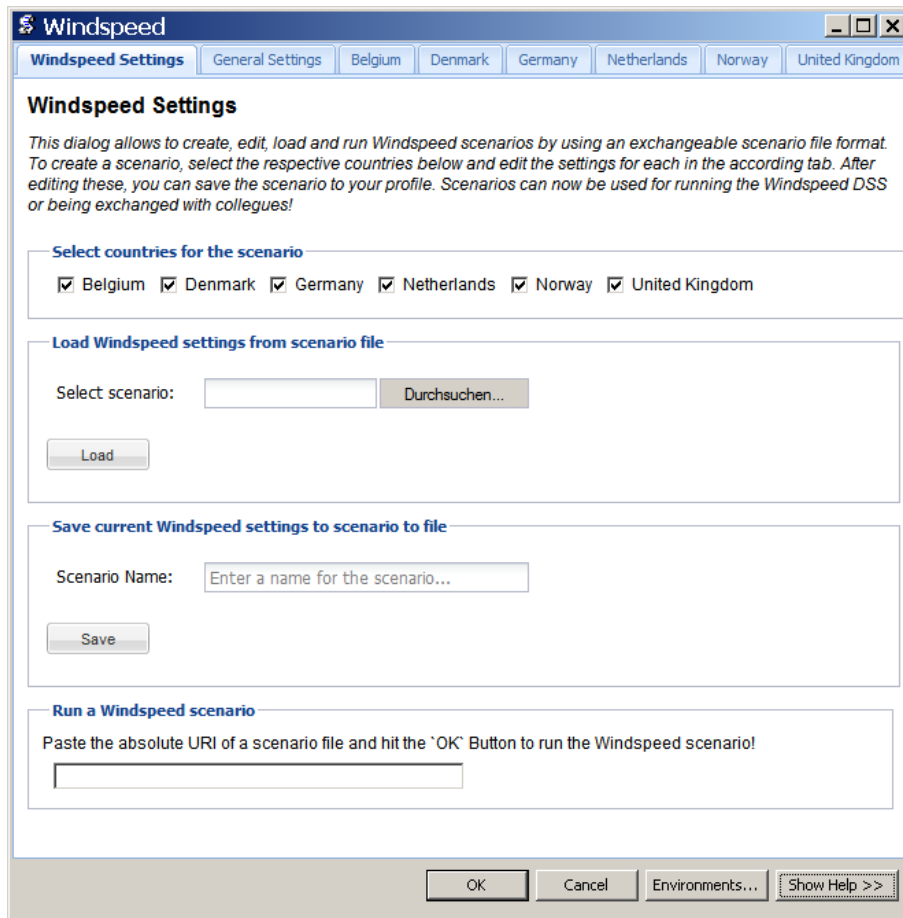 Windspeed
Windspeed Settings General Settings Belgium Denmark Germany Netherlands Norway United Kingdom
Windspeed Settings
This dialog allows to create, edit, load and run Windspeed scenarios by using an exchangeable scenario file format.
To create a scenario, select the respective countries below and edit the settings for each in the according tab. After
editing these, you can save the scenario to your profile. Scenarios can now be used for running the Windspeed DSS
or being exchanged with collegues!
Select countries for the scenario
Belgium Denmark Germany Netherlands Norway United Kingdom
Load Windspeed settings from scenario file
Select scenario: Durchsuchen...
Load
Save current Windspeed settings to scenario to file
Scenario Name: Enter a name for the scenario...
Save
Run a Windspeed scenario
Paste the absolute URI of a scenario file and hit the `OK` Button to run the Windspeed scenario!
OK Cancel Environments... Show Help >>